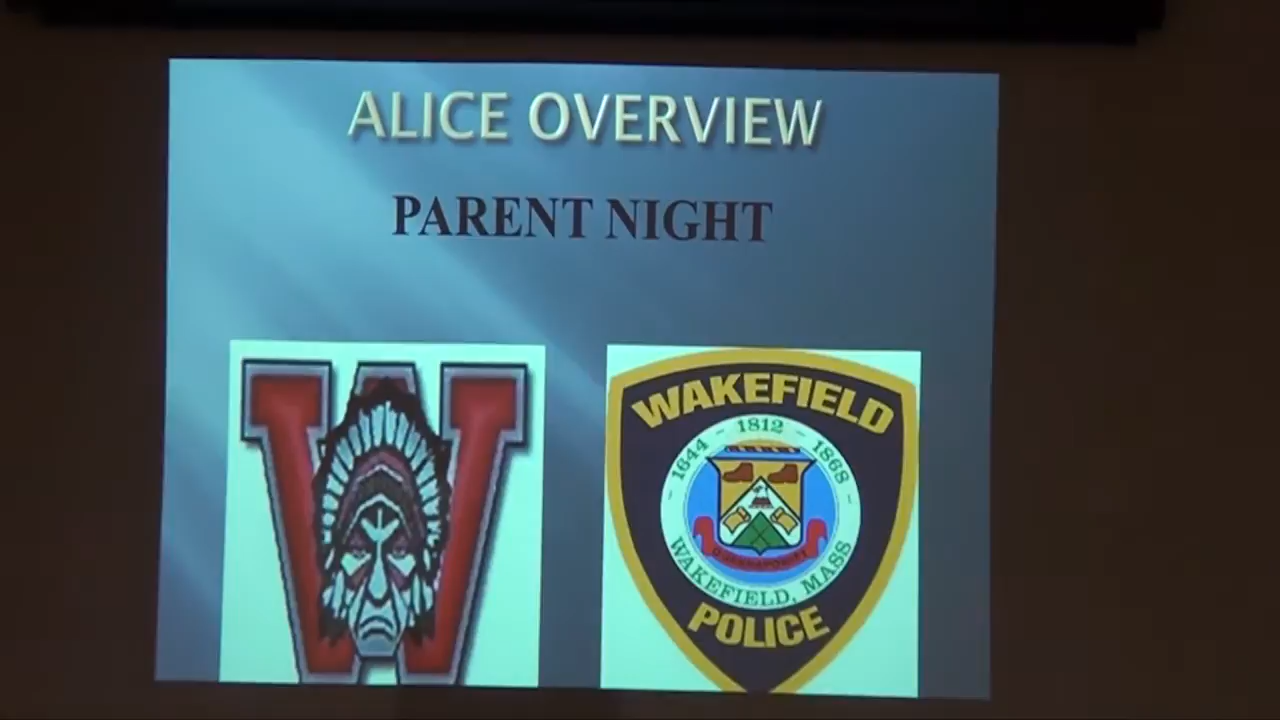 ALICE OVERVIEW
PARENT NIGHT
W
WAKEFIELD
1644 - 1812 - 1868
WAKEFIELD, MASS
POLICE